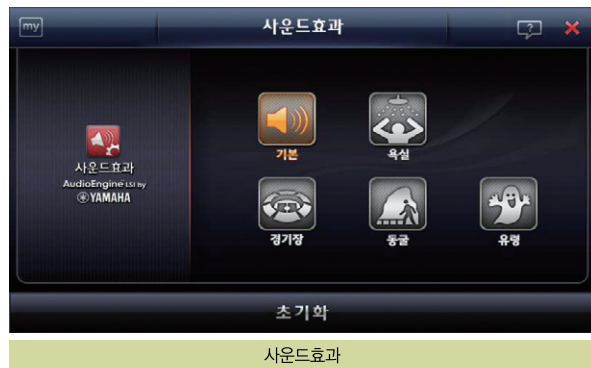 my
사운드효과
?
사운드효과
AudioEngine LSI by
YAMAHA
기본
욕실
경기장
동굴
유령
초기화
사운드효과